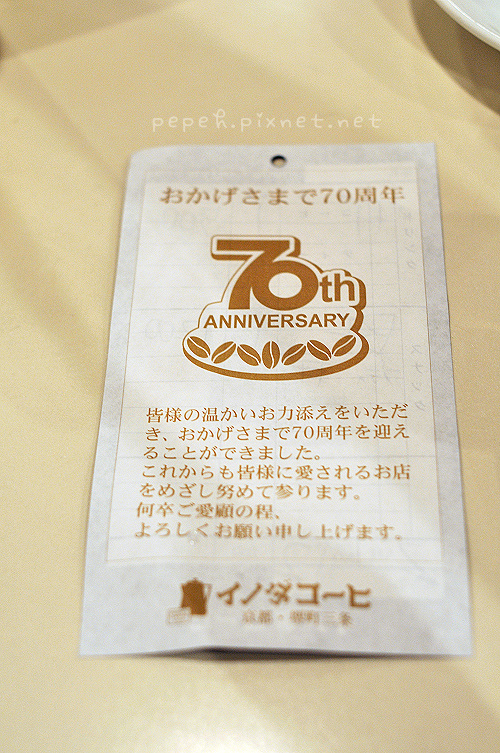 pepeh.pixnet.net
おかげさまで70周年
70th
ANNIVERSARY
皆様の温かいお力添えをいただ
き、おかげさまで70周年を迎え
ることができました。
これからも皆様に愛されるお店
をめざし努めて参ります。
何卒ご愛顧の程、
よろしくお願い申し上げます。
イノダコーヒ
京都・堺町三条